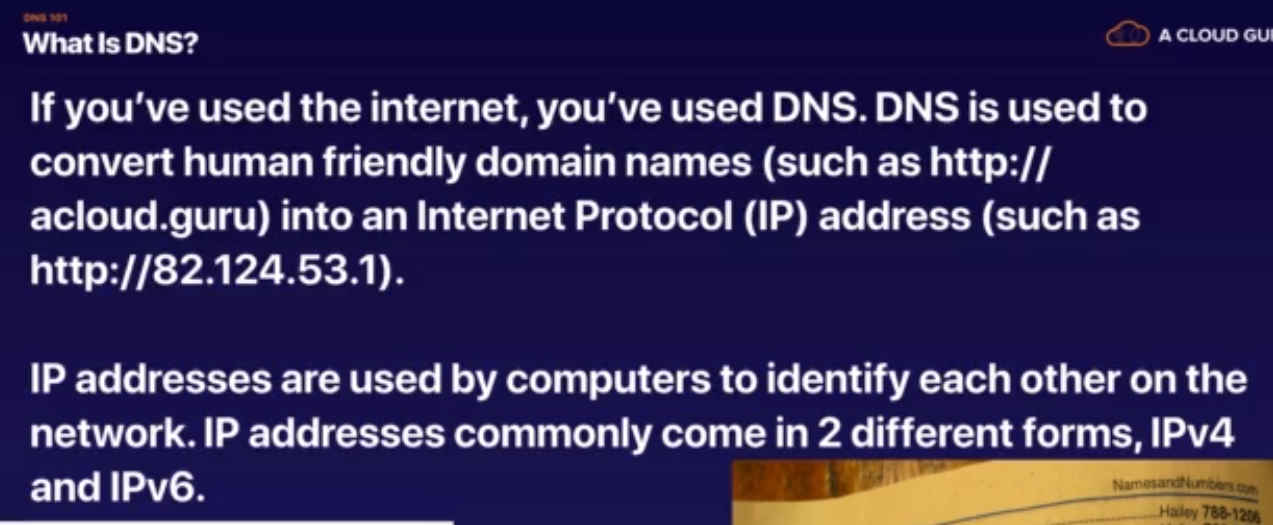 DNS 101
What Is DNS?
A CLOUD GU
If you've used the internet, you've used DNS. DNS is used to
convert human friendly domain names (such as http://
acloud.guru) into an Internet Protocol (IP) address (such as
http://82.124.53.1).
IP addresses are used by computers to identify each other on the
network. IP addresses commonly come in 2 different forms, IPv4
and IPv6.
NamesandNumbers.com
Hailey 788-1206